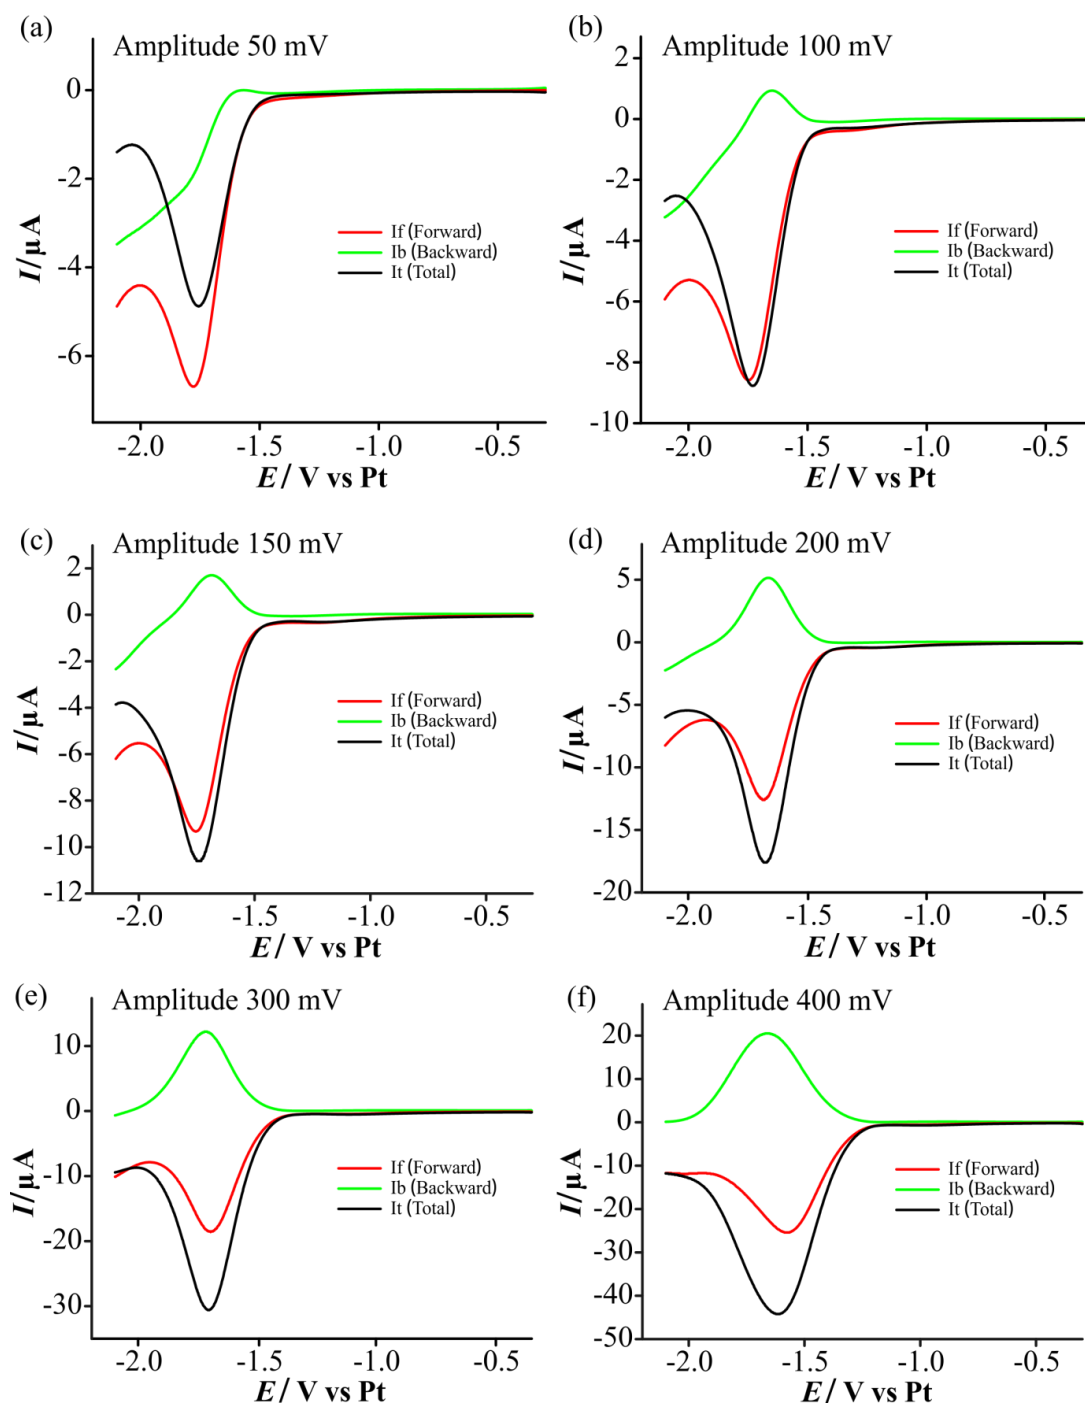 (a)
Amplitude 50 mV
0
-2
-4
-6
I/μA
If (Forward)
Ib (Backward)
It (Total)
-2.0
-1.5
-1.0
-0.5
E/ V vs Pt
(b)
Amplitude 100 mV
2
0
-2
-4
-6
-8
-10
I/μA
If (Forward)
Ib (Backward)
It (Total)
-2.0
-1.5
-1.0
-0.5
E/ V vs Pt
(c)
Amplitude 150 mV
2
0
-2
-4
-6
-8
-10
-12
I/μA
If (Forward)
Ib (Backward)
It (Total)
-2.0
-1.5
-1.0
-0.5
E/ V vs Pt
(d)
Amplitude 200 mV
5
0
-5
-10
-15
-20
I/μA
If (Forward)
Ib (Backward)
It (Total)
-2.0
-1.5
-1.0
-0.5
E/ V vs Pt
(e)
Amplitude 300 mV
10
0
-10
-20
-30
I/μA
If (Forward)
Ib (Backward)
It (Total)
-2.0
-1.5
-1.0
-0.5
E/ V vs Pt
(f)
Amplitude 400 mV
20
10
0
-10
-20
-30
-40
-50
I/μA
If (Forward)
Ib (Backward)
It (Total)
-2.0
-1.5
-1.0
-0.5
E/ V vs Pt